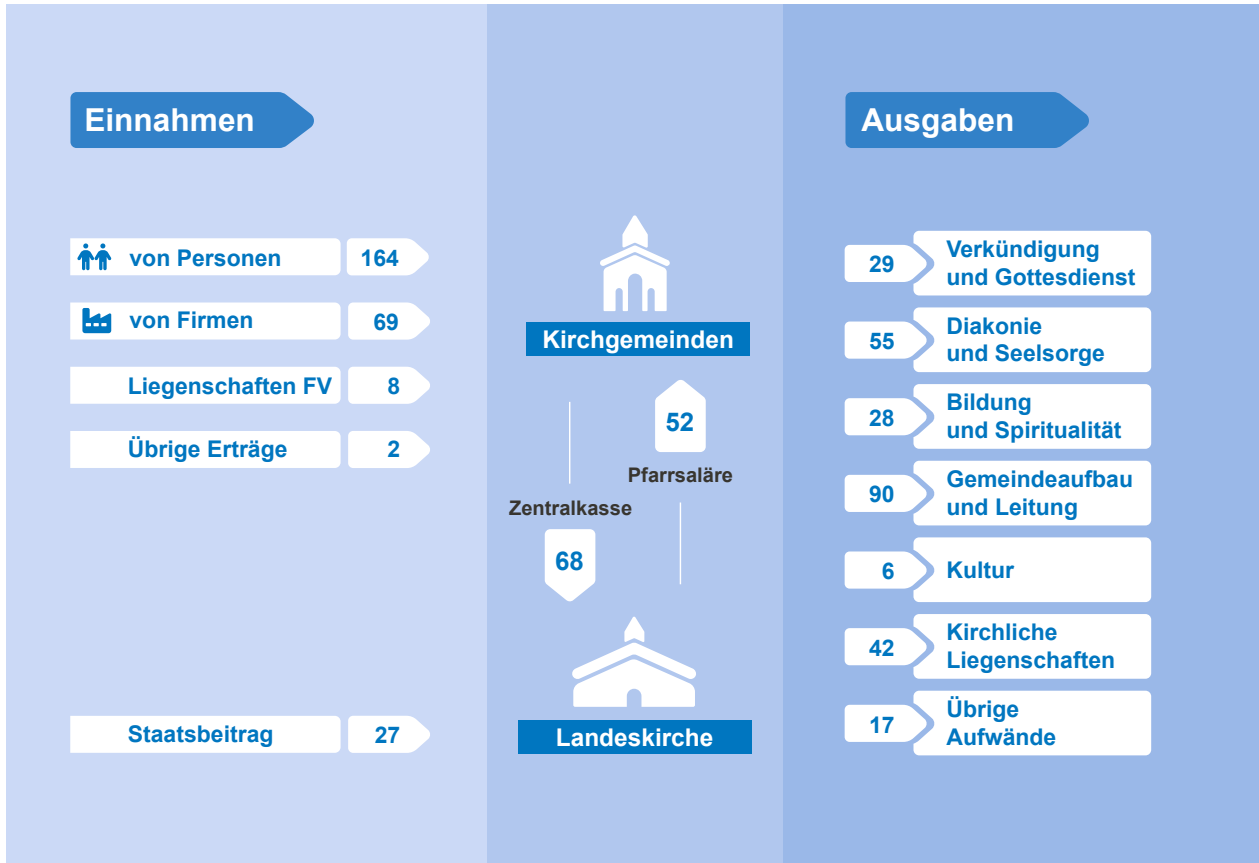 Einnahmen
von Personen 164
von Firmen 69
Liegenschaften FV 8
Übrige Erträge 2
Staatsbeitrag 27
Kirchgemeinden
52
Pfarrsaläre
Zentralkasse
68
Landeskirche
Ausgaben
29 Verkündigung
und Gottesdienst
55 Diakonie
und Seelsorge
28 Bildung
und Spiritualität
90 Gemeindeaufbau
und Leitung
6 Kultur
42 Kirchliche
Liegenschaften
17 Übrige
Aufwände